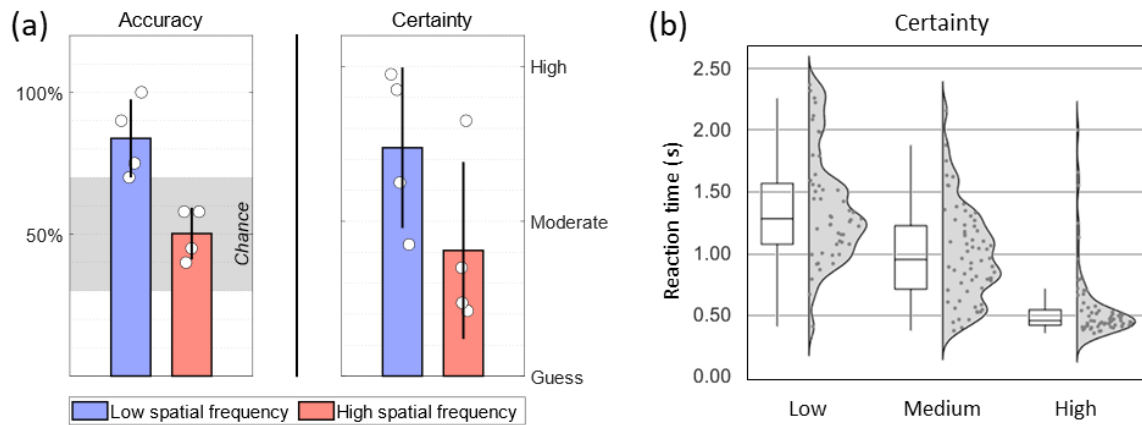 (a)
Accuracy
Certainty
100%
50%
Chance
High
Moderate
Guess
Low spatial frequency
High spatial frequency
(b)
Certainty
Reaction time (s)
2.50
2.00
1.50
1.00
0.50
0.00
Low
Medium
High